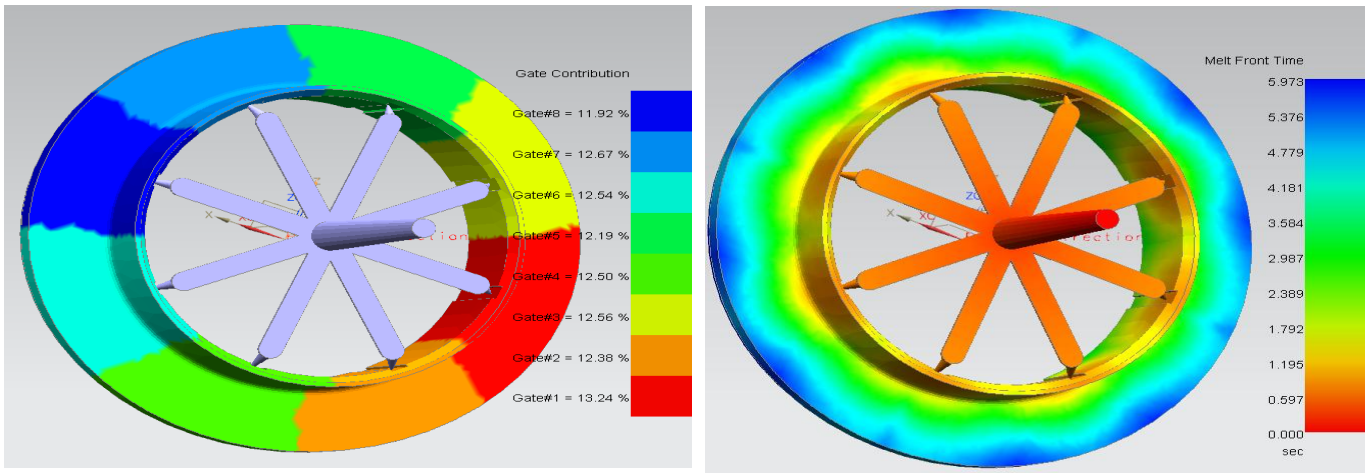 Gate Contribution
Gate#8 = 11.92 %
Gate#7 = 12.67 %
Gate#6 = 12.54 %
Gate#5 = 12.19 %
Gate#4 = 12.50 %
Gate#3 = 12.56 %
Gate#2 = 12.38 %
Gate#1 = 13.24 %
X
Melt Front Time
5.973
5.376
4.779
4.181
3.584
2.987
2.389
1.792
1.195
0.597
0.000
sec
X